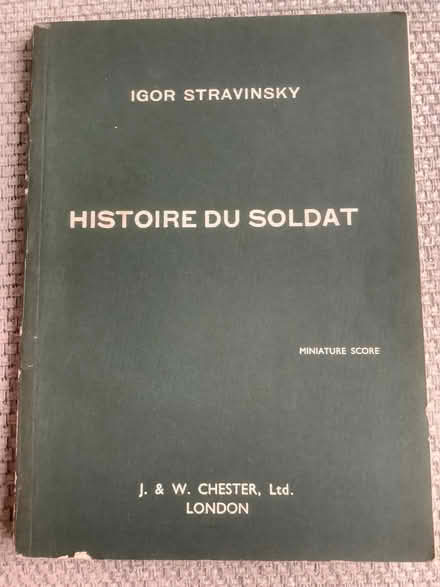 IGOR STRAVINSKY
HISTOIRE DU SOLDAT
MINIATURE SCORE
J. & W. CHESTER, Ltd.
LONDON